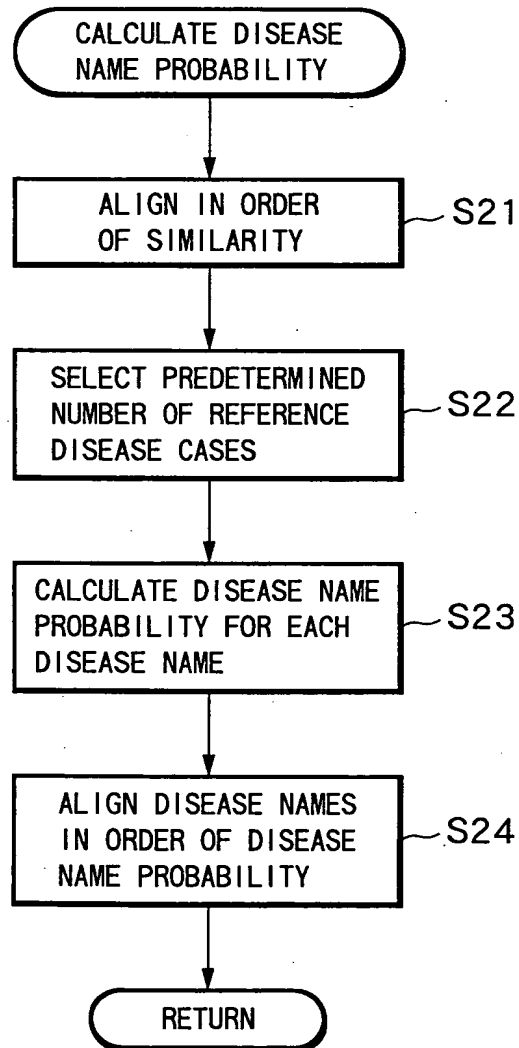 CALCULATE DISEASE
NAME PROBABILITY
ALIGN IN ORDER
OF SIMILARITY
S21
SELECT PREDETERMINED
NUMBER OF REFERENCE
DISEASE CASES
S22
CALCULATE DISEASE NAME
PROBABILITY FOR EACH
DISEASE NAME
S23
ALIGN DISEASE NAMES
IN ORDER OF DISEASE
NAME PROBABILITY
S24
RETURN